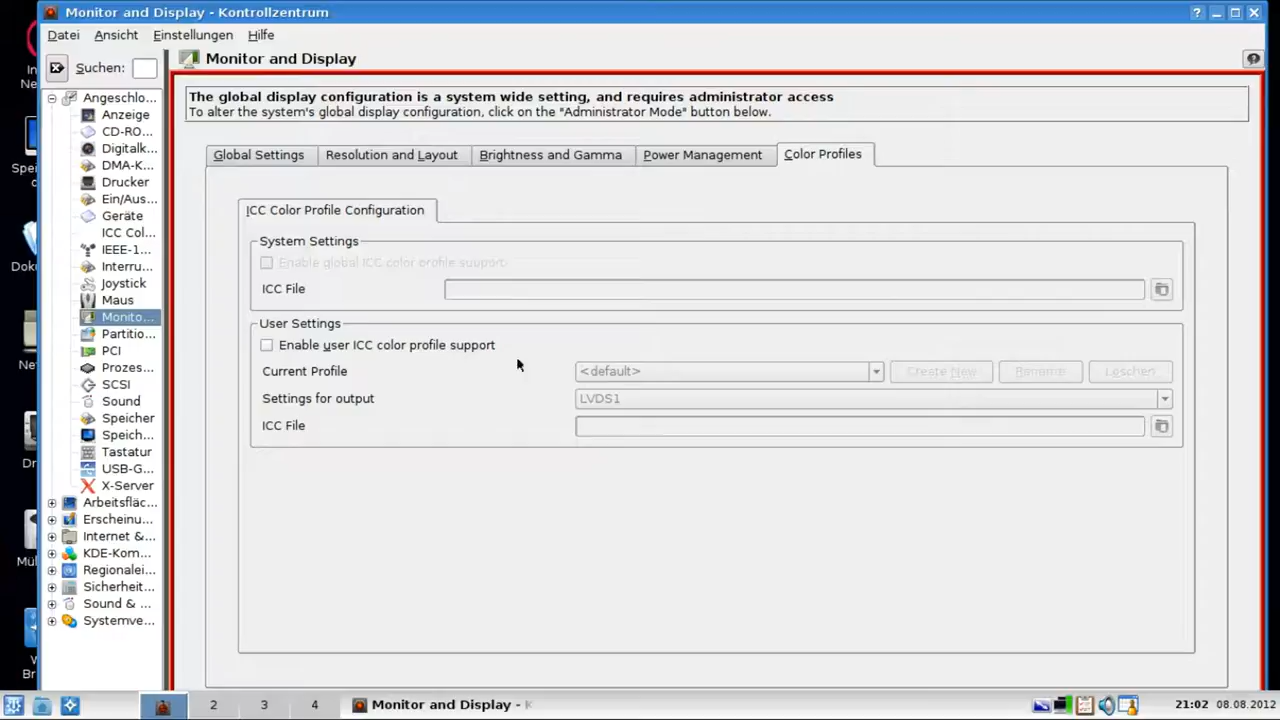 Monitor and Display - Kontrollzentrum
Datei Ansicht Einstellungen Hilfe
Suchen:
Monitor and Display
The global display configuration is a system wide setting, and requires administrator access
To alter the system's global display configuration, click on the "Administrator Mode" button below.
Angeschlo...
Anzeige
CD-RO...
Digitalk...
DMA-K...
Drucker
Ein/Aus...
Geräte
ICC Col...
IEEE-1...
Interru...
Joystick
Maus
Monito...
Partitio...
PCI
Prozes...
SCSI
Sound
Speicher
Speich...
Tastatur
USB-G...
X-Server
Arbeitsfläc...
Erscheinu...
Internet &...
KDE-Kom...
Regionalei...
Sicherheit...
Sound & ...
Systemve...
Global Settings Resolution and Layout Brightness and Gamma Power Management Color Profiles
ICC Color Profile Configuration
System Settings
Enable global ICC color profile support
ICC File
User Settings
Enable user ICC color profile support
Current Profile <default> Create New Rename Löschen
Settings for output LVDS1
ICC File
2 3 4 Monitor and Display - K 21:02 08.08.2012